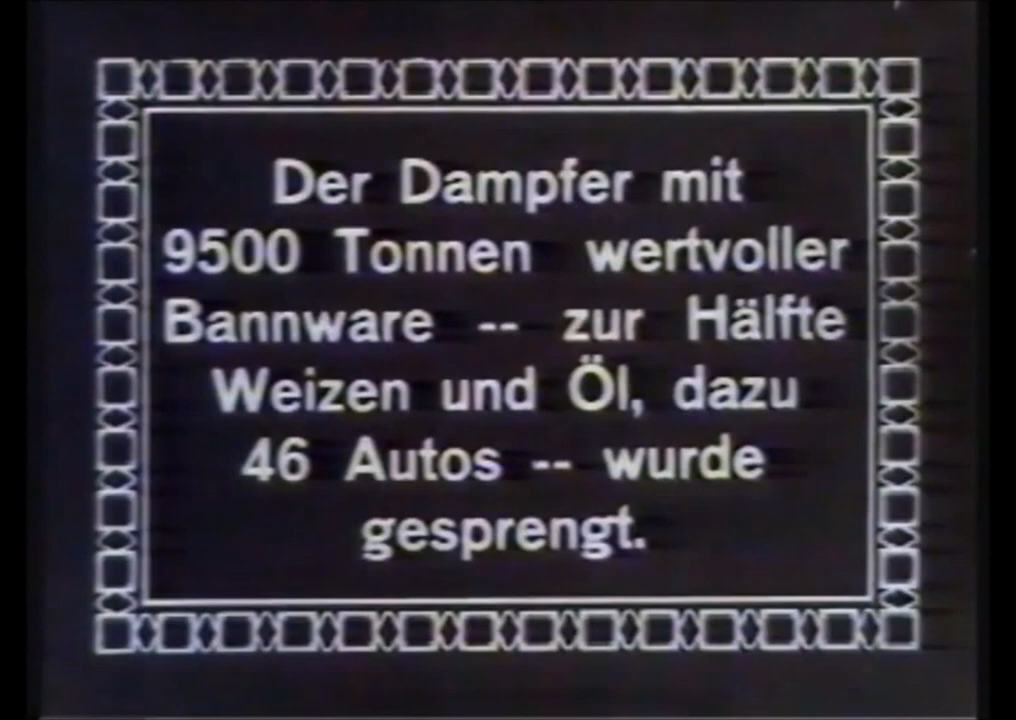 Der Dampfer mit
9500 Tonnen wertvoller
Bannware -- zur Hälfte
Weizen und Öl, dazu
46 Autos -- wurde
gesprengt.